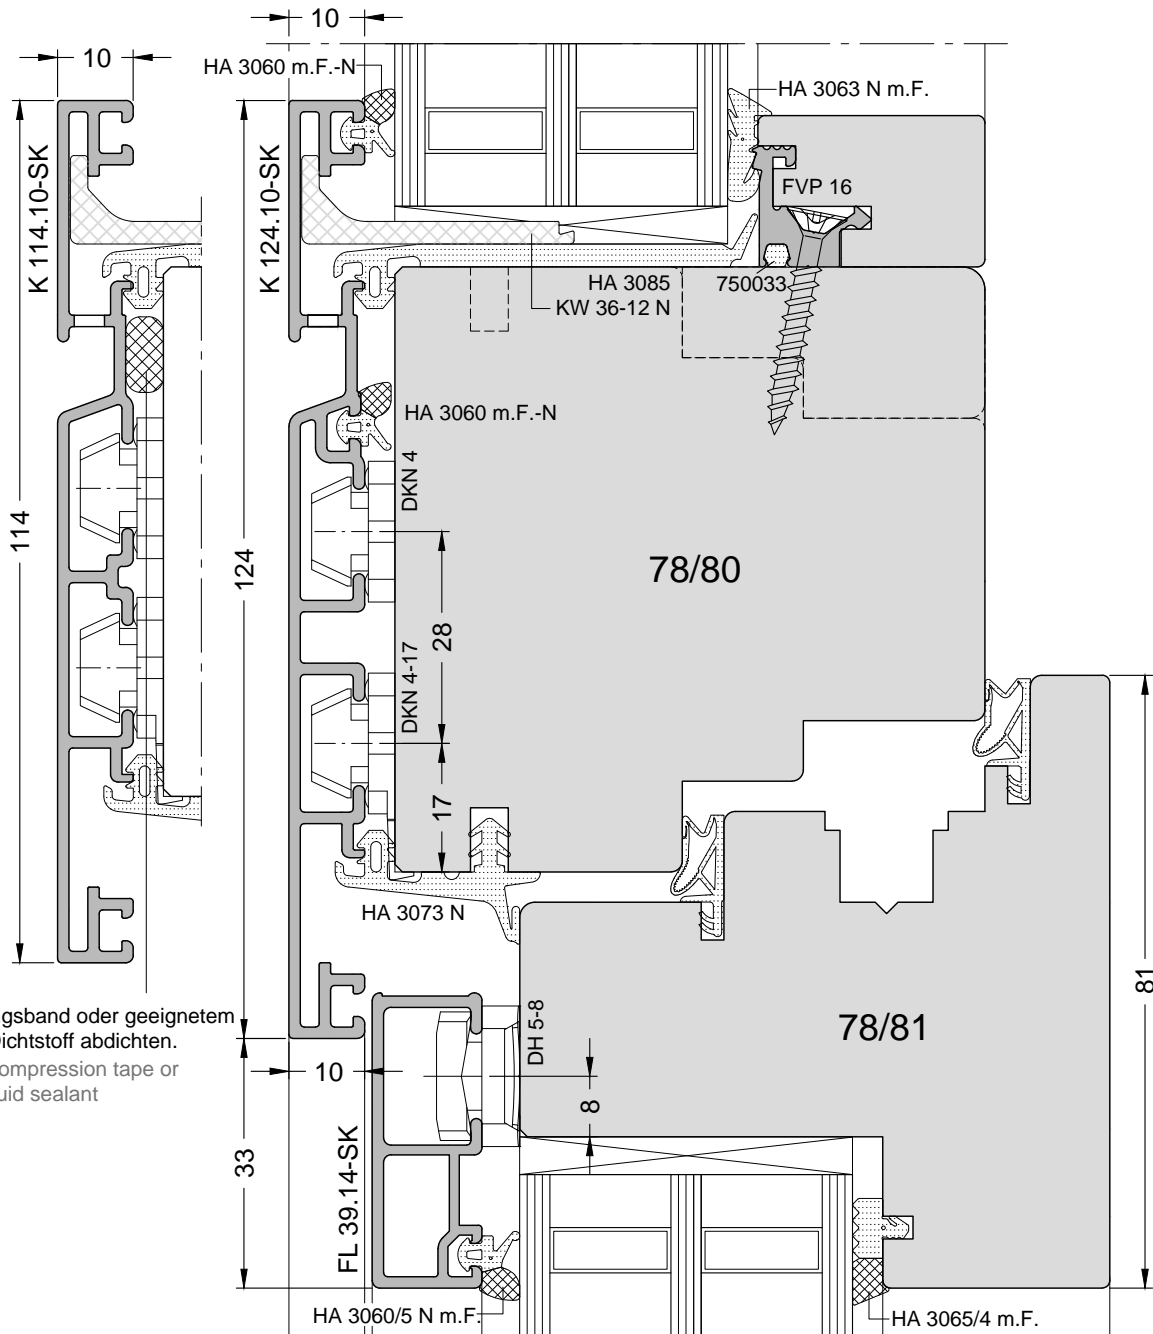 10
10
HA 3060 m.F.-N
HA 3063 N m.F.
K 114.10-SK
K 124.10-SK
FVP 16
HA 3085
750033
KW 36-12 N
HA 3060 m.F.-N
DKN 4
114
124
78/80
28
DKN 4-17
17
HA 3073 N
81
gsband oder geeignetem
Dichtstoff abdichten.
ompression tape or
uid sealant
DH 5-8
78/81
10
8
33
FL 39.14-SK
HA 3060/5 N m.F.
HA 3065/4 m.F.